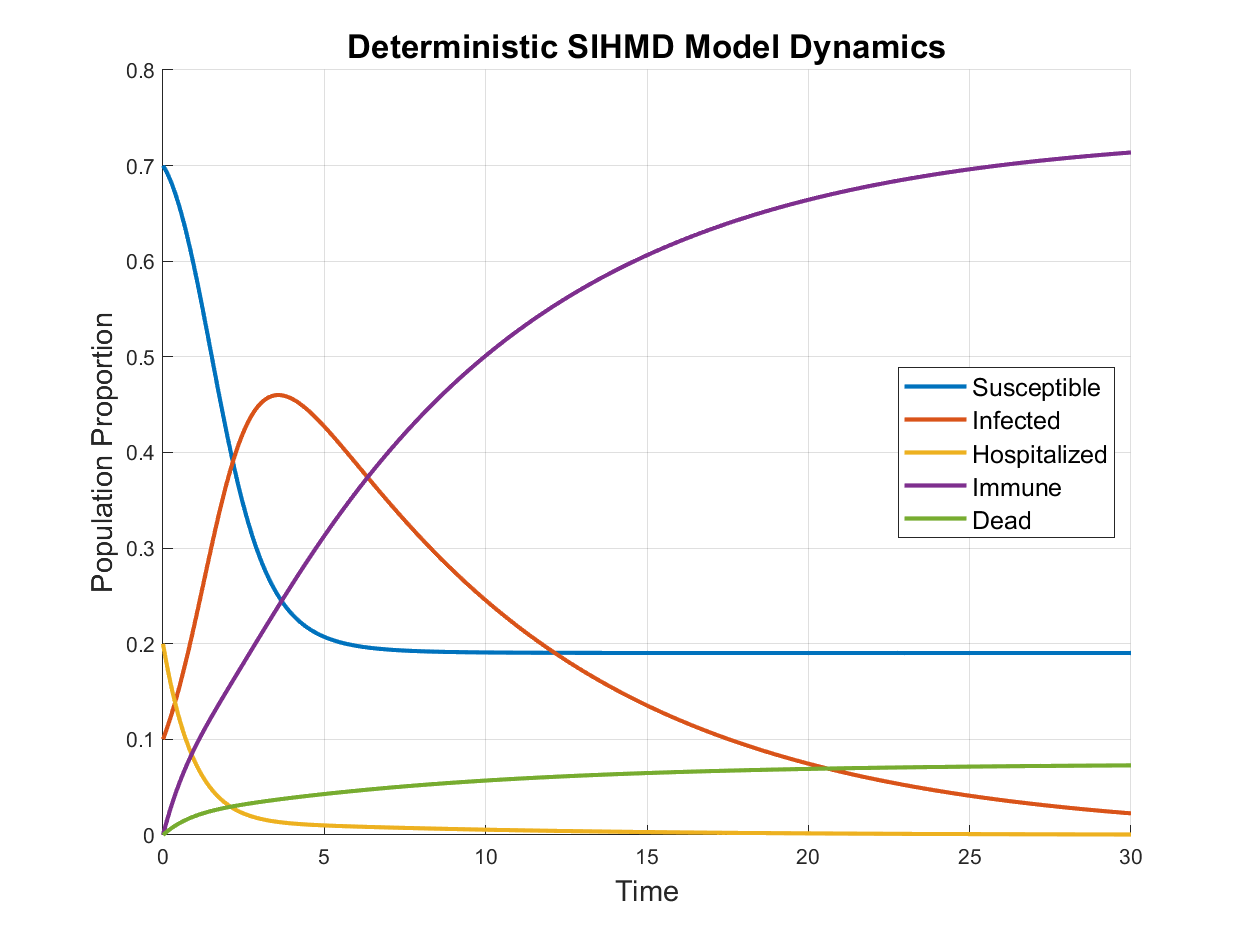 Deterministic SIHMD Model Dynamics
0.8
0.7
0.6
0.5
0.4
0.3
0.2
0.1
0
Population Proportion
Susceptible
Infected
Hospitalized
Immune
Dead
0 5 10 15 20 25 30
Time